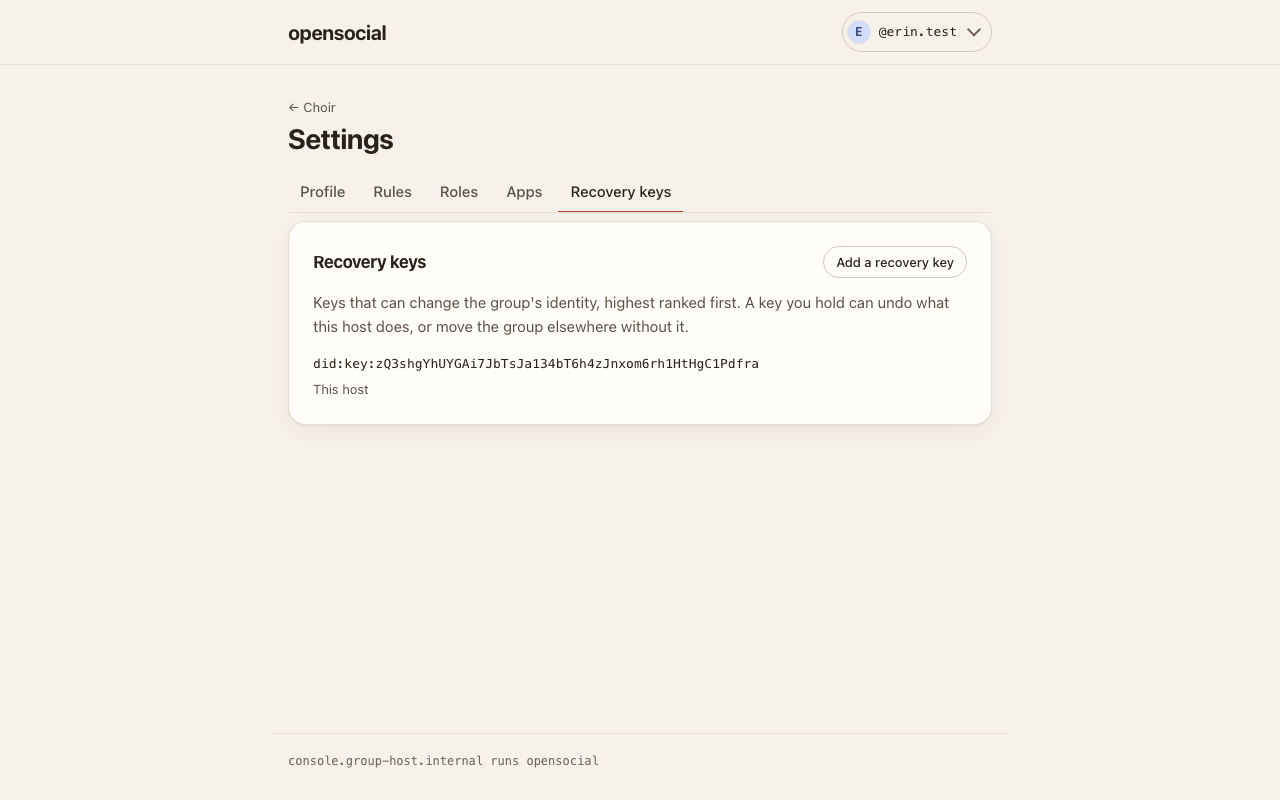 opensocial
E @erin.test
← Choir
Settings
Profile Rules Roles Apps Recovery keys
Recovery keys
Add a recovery key
Keys that can change the group's identity, highest ranked first. A key you hold can undo what
this host does, or move the group elsewhere without it.
did:key:zQ3shgYhUYGAi7JbTsJa134bT6h4zJnxom6rh1HtHgC1Pdfra
This host
console.group-host.internal runs opensocial